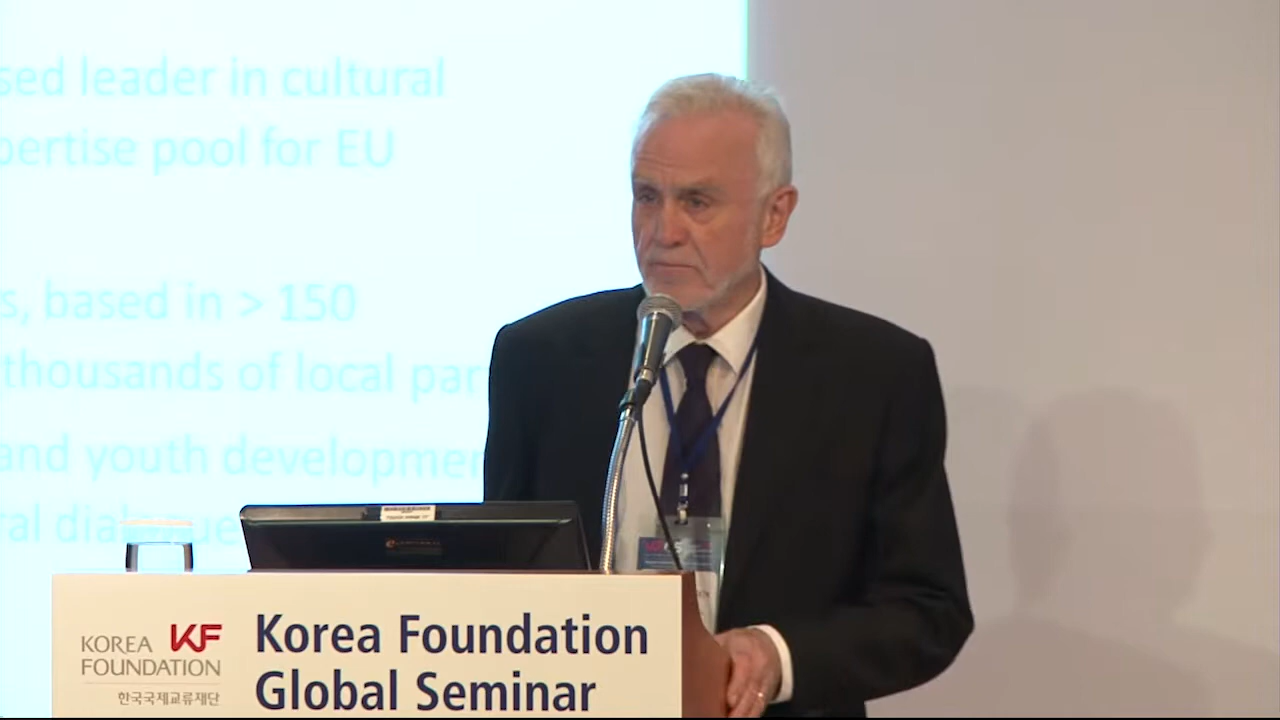 sed leader in cultural
pertise pool for EU
s, based in > 150
thousands of local par
and youth developmen
ral dialogue
KOREA
FOUNDATION
KF
한국국제교류재단
Korea Foundation
Global Seminar